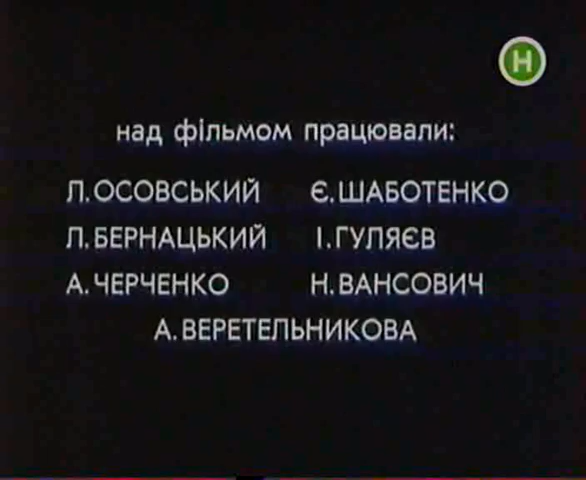 Н
над фільмом працювали:
Л. ОСОВСЬКИЙ Є. ШАБОТЕНКО
Л. БЕРНАЦЬКИЙ І. ГУЛЯЄВ
А. ЧЕРЧЕНКО Н. ВАНСОВИЧ
А. ВЕРЕТЕЛЬНИКОВА